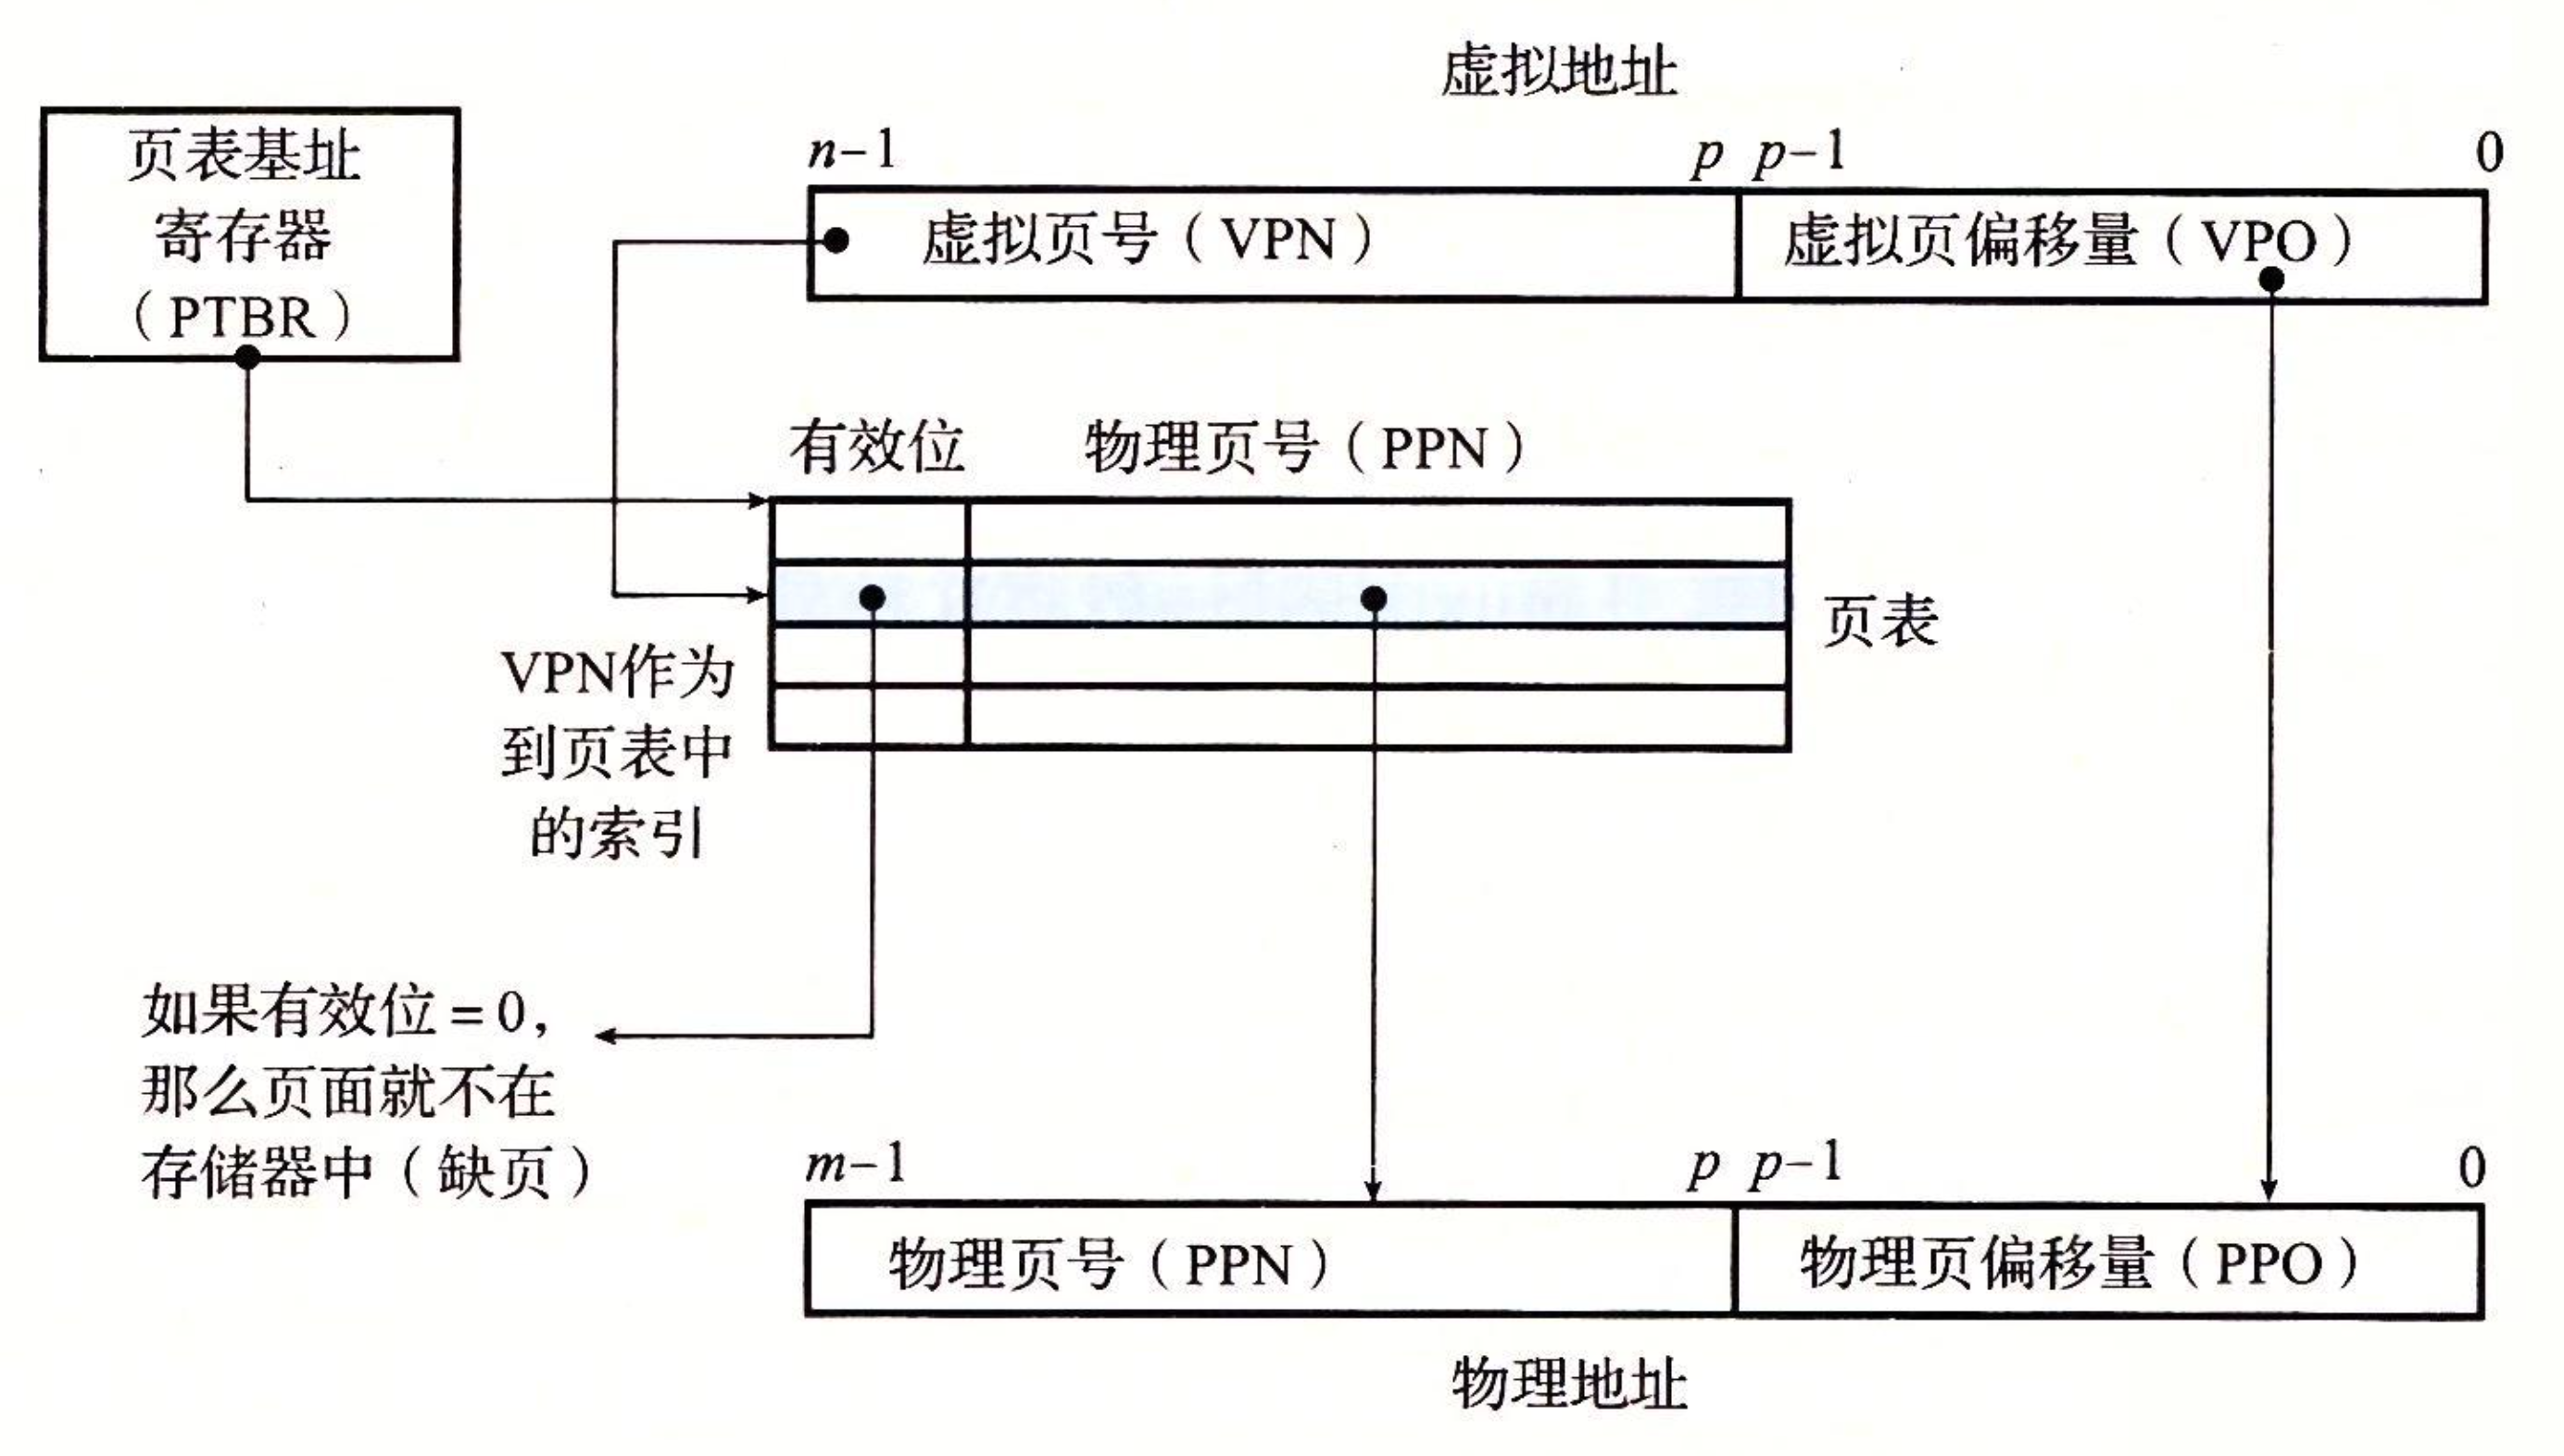 虚拟地址
页表基址
寄存器
（PTBR）
n-1 p p-1 0
虚拟页号（VPN） 虚拟页偏移量（VPO）
有效位 物理页号（PPN）
页表
VPN作为
到页表中
的索引
如果有效位=0，
那么页面就不在
存储器中（缺页）
m-1 p p-1 0
物理页号（PPN） 物理页偏移量（PPO）
物理地址